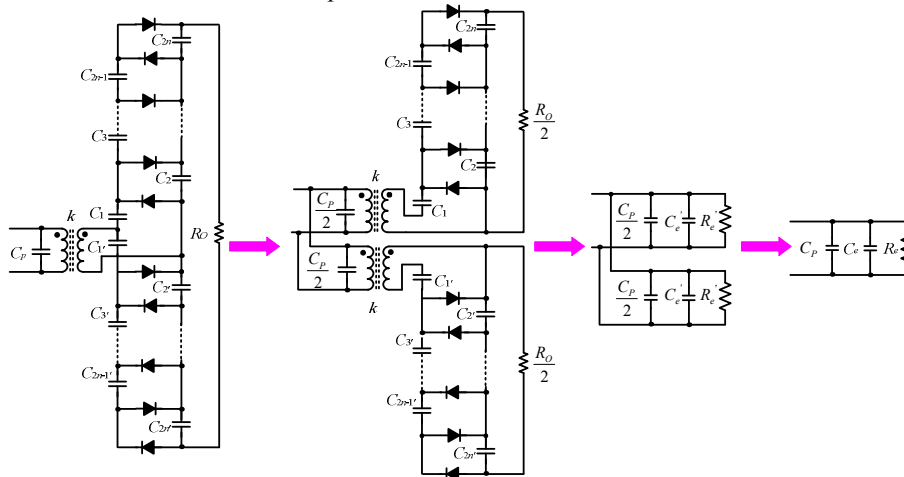 C2n
C2n-1
C3
C2
C1
k
Cp
C1'
RO
C2'
C3'
C2n-1'
C2n'
C2n
C2n-1
C3
C2
RO/2
k
C1
CP/2
CP/2
k
C1'
C2'
C3'
C2n-1'
C2n'
RO/2
CP/2
Ce'
Re'
CP/2
Ce'
Re'
CP
Ce
Re